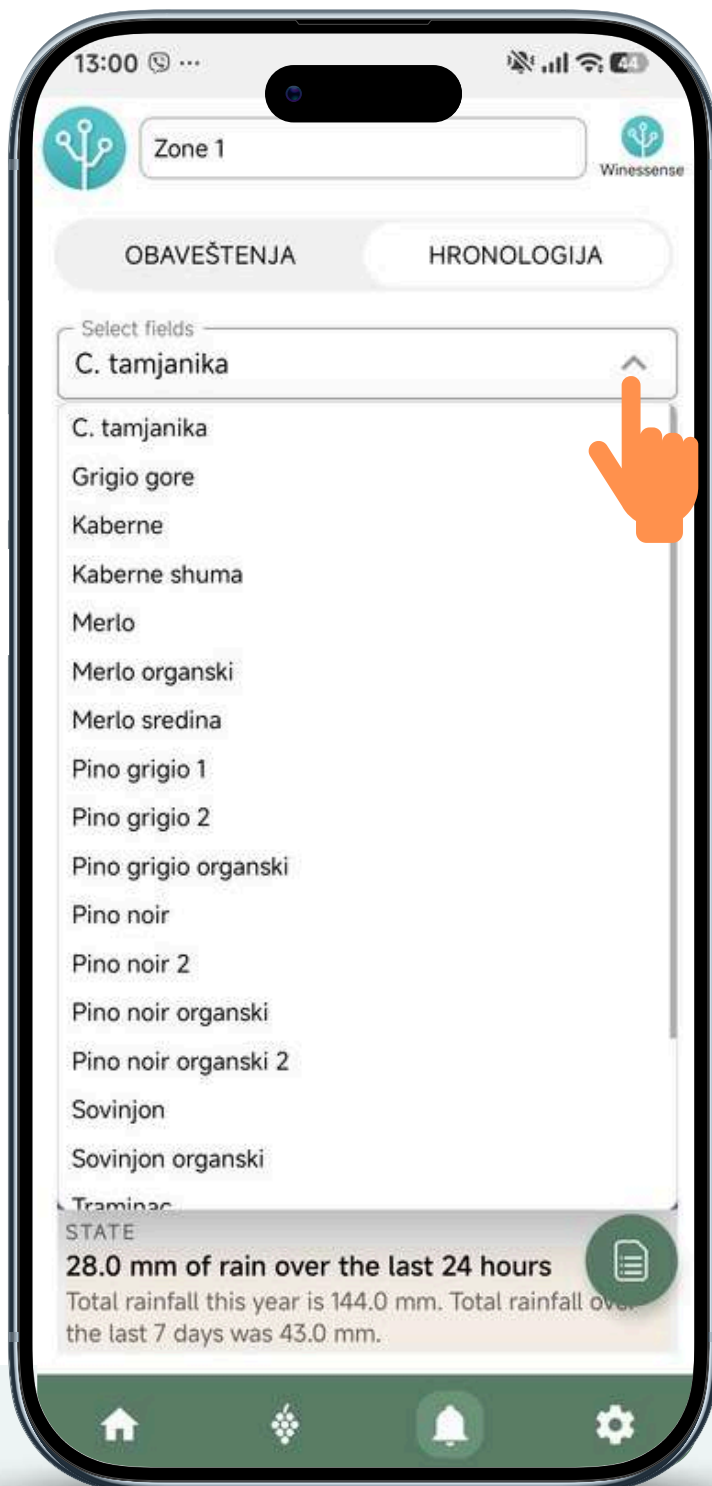 13:00
44
Zone 1
Winessense
OBAVEŠTENJA
HRONOLOGIJA
Select fields
C. tamjanika
C. tamjanika
Grigio gore
Kaberne
Kaberne shuma
Merlo
Merlo organski
Merlo sredina
Pino grigio 1
Pino grigio 2
Pino grigio organski
Pino noir
Pino noir 2
Pino noir organski
Pino noir organski 2
Sovinjon
Sovinjon organski
Traminac
STATE
28.0 mm of rain over the last 24 hours
Total rainfall this year is 144.0 mm. Total rainfall over
the last 7 days was 43.0 mm.